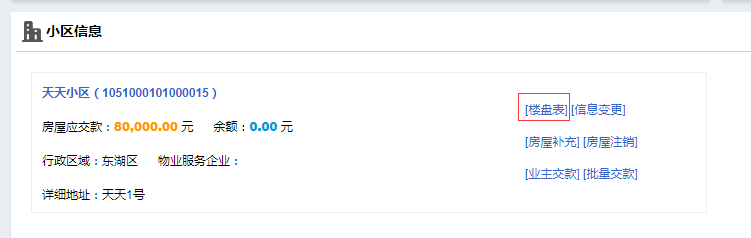 小区信息
天天小区（1051000101000015）
房屋应交款：80,000.00 元 余额：0.00 元
行政区域：东湖区 物业服务企业：
详细地址：天天1号
[楼盘表] [信息变更]
[房屋补充] [房屋注销]
[业主交款] [批量交款]